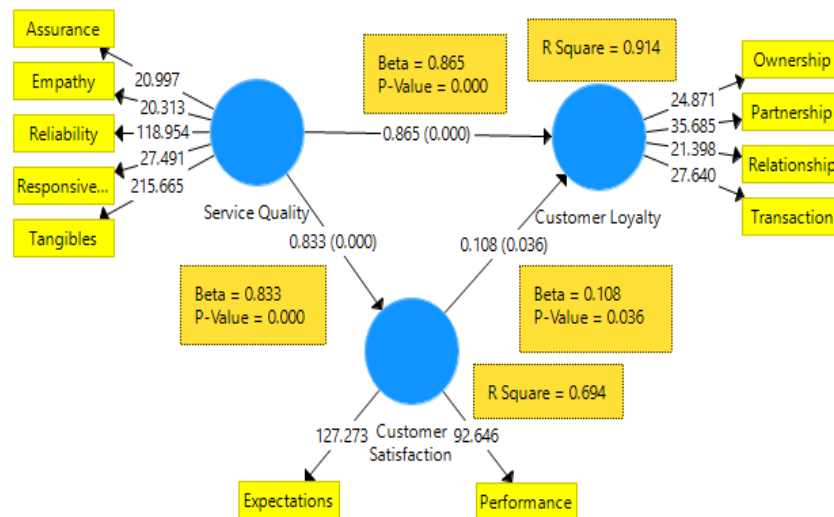 Assurance
Empathy
Reliability
Responsive...
Tangibles
20.997
20.313
118.954
27.491
215.665
Service Quality
Beta = 0.865
P-Value = 0.000
0.865 (0.000)
R Square = 0.914
Customer Loyalty
24.871
35.685
21.398
27.640
Ownership
Partnership
Relationship
Transaction
0.833 (0.000)
Beta = 0.833
P-Value = 0.000
0.108 (0.036)
Beta = 0.108
P-Value = 0.036
R Square = 0.694
Customer
Satisfaction
127.273
92.646
Expectations
Performance